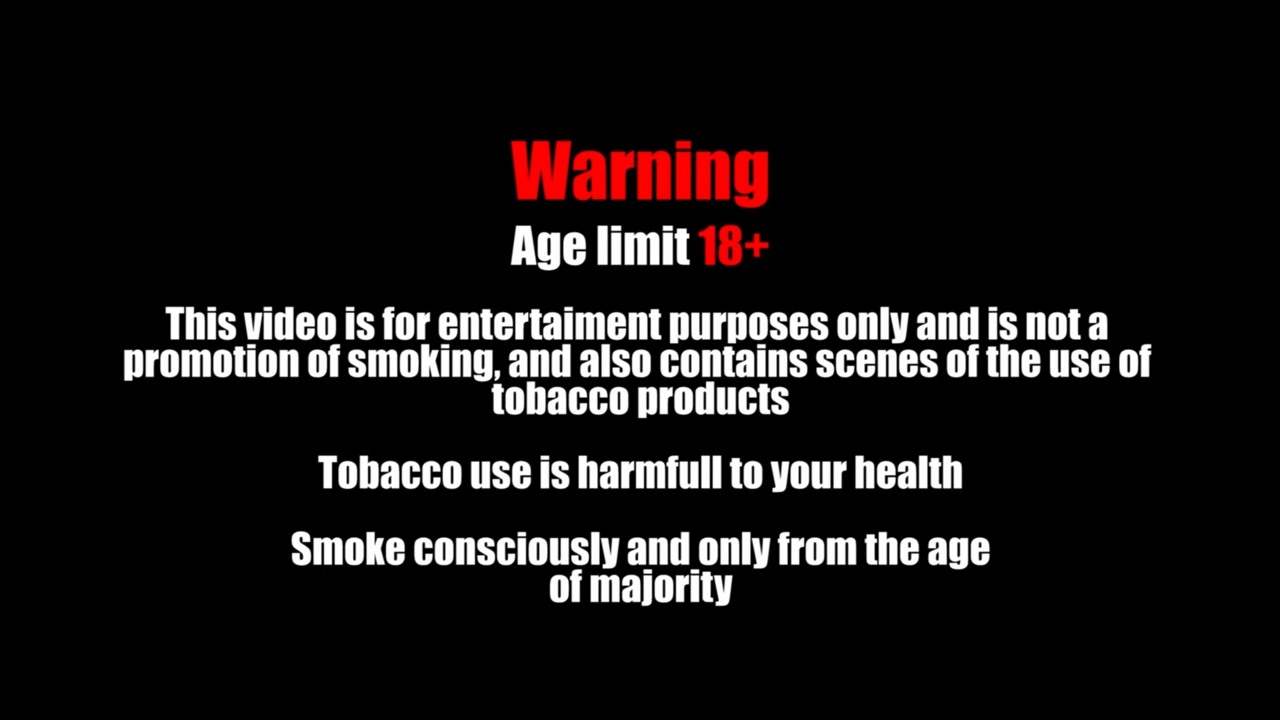 Warning
Age limit 18+
This video is for entertaiment purposes only and is not a
promotion of smoking, and also contains scenes of the use of
tobacco products
Tobacco use is harmfull to your health
Smoke consciously and only from the age
of majority